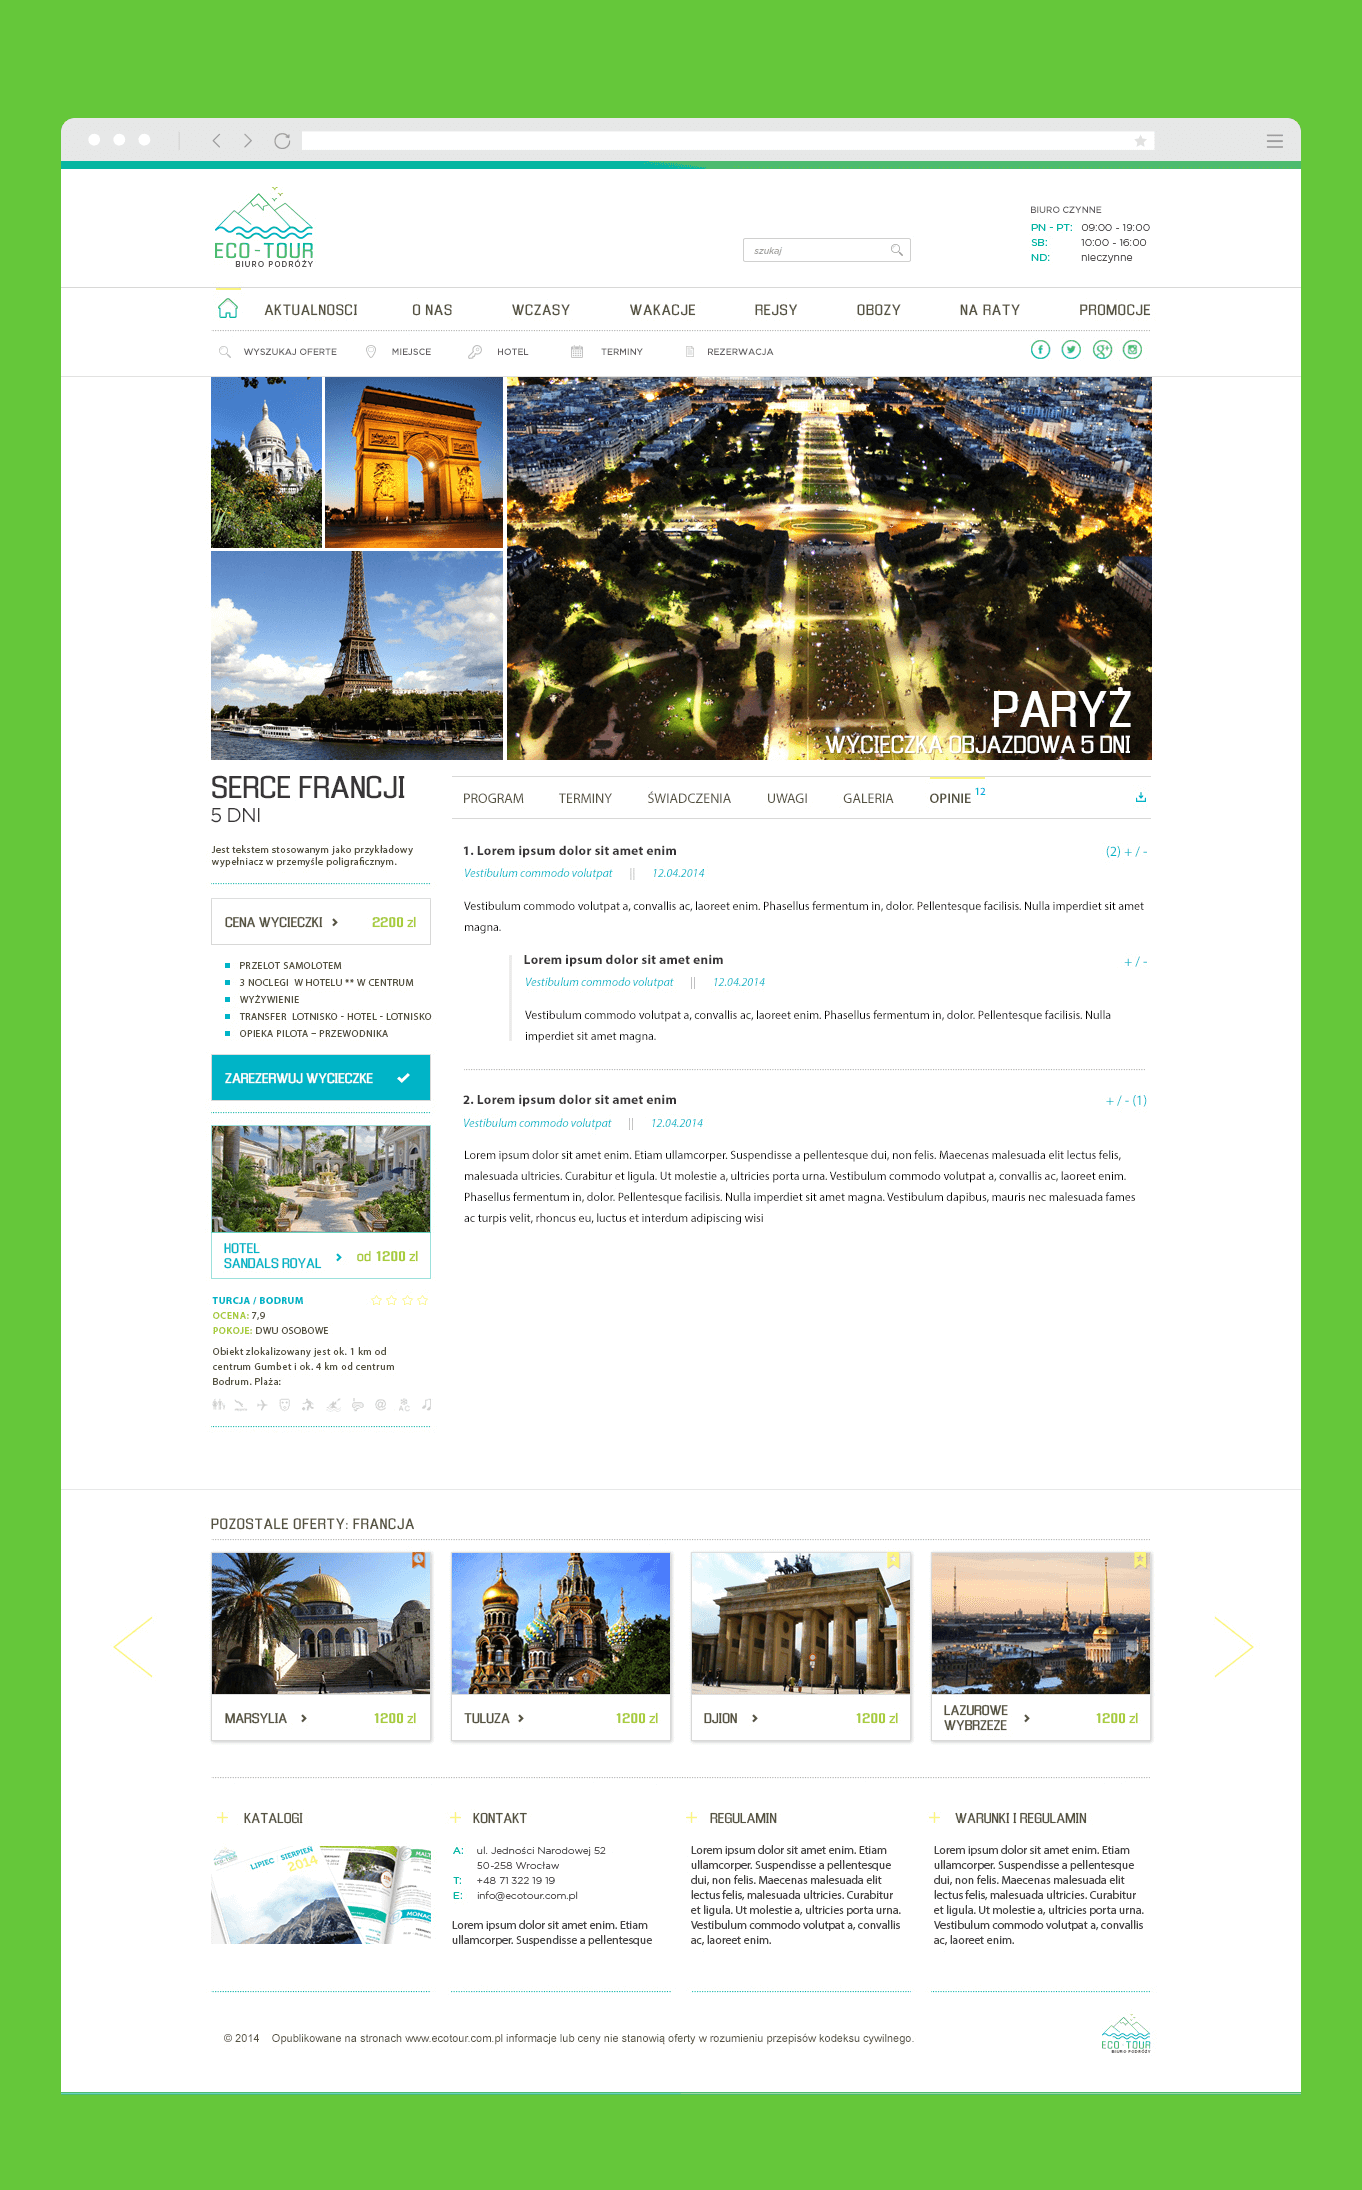 ECO-TOUR
BIURO PODRÓŻY
szukaj
BIURO CZYNNE
PN - PT: 09:00 - 19:00
SB: 10:00 - 16:00
ND: nieczynne
AKTUALNOSCI O NAS WCZASY WAKACJE REJSY OBOZY NA RATY PROMOCJE
WYSZUKAJ OFERTE MIEJSCE HOTEL TERMINY REZERWACJA
PARYŻ
WYCIECZKA OBJAZDOWA 5 DNI
SERCE FRANCJI
5 DNI
Jest tekstem stosowanym jako przykładowy
wypełniacz w przemyśle poligraficznym.
CENA WYCIECZKI 2200 zl
PRZELOT SAMOLOTEM
3 NOCLEGI W HOTELU ** W CENTRUM
WYŻYWIENIE
TRANSFER LOTNISKO - HOTEL - LOTNISKO
OPIEKA PILOTA – PRZEWODNIKA
ZAREZERWUJ WYCIECZKE
HOTEL
SANDALS ROYAL od 1200 zl
TURCJA / BODRUM
OCENA: 7,9
POKOJE: DWU OSOBOWE
Obiekt zlokalizowany jest ok. 1 km od
centrum Gumbet i ok. 4 km od centrum
Bodrum. Plaża:
AC
PROGRAM TERMINY ŚWIADCZENIA UWAGI GALERIA OPINIE 12
1. Lorem ipsum dolor sit amet enim (2) + / -
Vestibulum commodo volutpat || 12.04.2014
Vestibulum commodo volutpat a, convallis ac, laoreet enim. Phasellus fermentum in, dolor. Pellentesque facilisis. Nulla imperdiet sit amet
magna.
Lorem ipsum dolor sit amet enim + / -
Vestibulum commodo volutpat || 12.04.2014
Vestibulum commodo volutpat a, convallis ac, laoreet enim. Phasellus fermentum in, dolor. Pellentesque facilisis. Nulla
imperdiet sit amet magna.
2. Lorem ipsum dolor sit amet enim + / - (1)
Vestibulum commodo volutpat || 12.04.2014
Lorem ipsum dolor sit amet enim. Etiam ullamcorper. Suspendisse a pellentesque dui, non felis. Maecenas malesuada elit lectus felis,
malesuada ultricies. Curabitur et ligula. Ut molestie a, ultricies porta urna. Vestibulum commodo volutpat a, convallis ac, laoreet enim.
Phasellus fermentum in, dolor. Pellentesque facilisis. Nulla imperdiet sit amet magna. Vestibulum dapibus, mauris nec malesuada fames
ac turpis velit, rhoncus eu, luctus et interdum adipiscing wisi
POZOSTALE OFERTY: FRANCJA
MARSYLIA 1200 zl
TULUZA 1200 zl
DJION 1200 zl
LAZUROWE
WYBRZEZE 1200 zl
KATALOGI
LIPIEC SIERPIEŃ
2014
KONTAKT
A: ul. Jedności Narodowej 52
50-258 Wrocław
T: +48 71 322 19 19
E: info@ecotour.com.pl
Lorem ipsum dolor sit amet enim. Etiam
ullamcorper. Suspendisse a pellentesque
REGULAMIN
Lorem ipsum dolor sit amet enim. Etiam
ullamcorper. Suspendisse a pellentesque
dui, non felis. Maecenas malesuada elit
lectus felis, malesuada ultricies. Curabitur
et ligula. Ut molestie a, ultricies porta urna.
Vestibulum commodo volutpat a, convallis
ac, laoreet enim.
WARUNKI I REGULAMIN
Lorem ipsum dolor sit amet enim. Etiam
ullamcorper. Suspendisse a pellentesque
dui, non felis. Maecenas malesuada elit
lectus felis, malesuada ultricies. Curabitur
et ligula. Ut molestie a, ultricies porta urna.
Vestibulum commodo volutpat a, convallis
ac, laoreet enim.
© 2014 Opublikowane na stronach www.ecotour.com.pl informacje lub ceny nie stanowią oferty w rozumieniu przepisów kodeksu cywilnego.
ECO-TOUR
BIURO PODRÓŻY